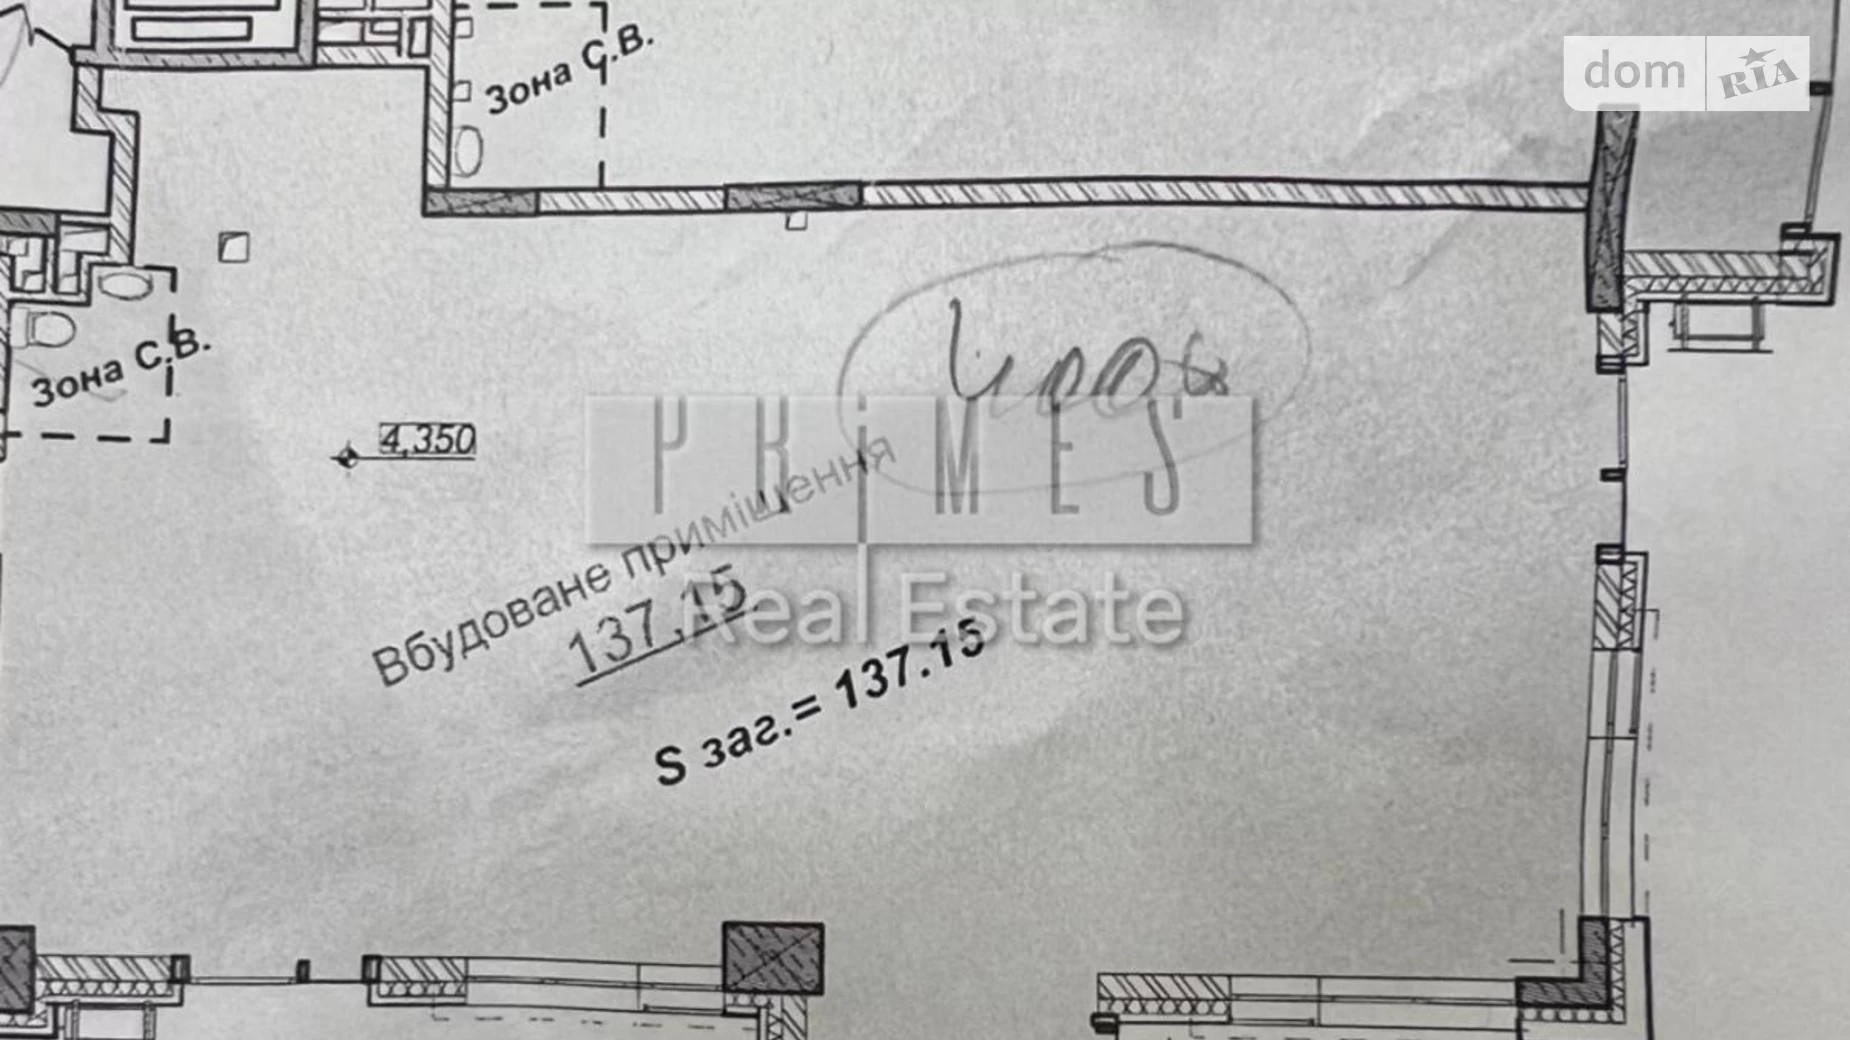 dom RIA
Зона С.В.
Зона С.В.
4,350
PRiMES
Вбудоване приміщення
137,15
Real Estate
S заг.= 137.15